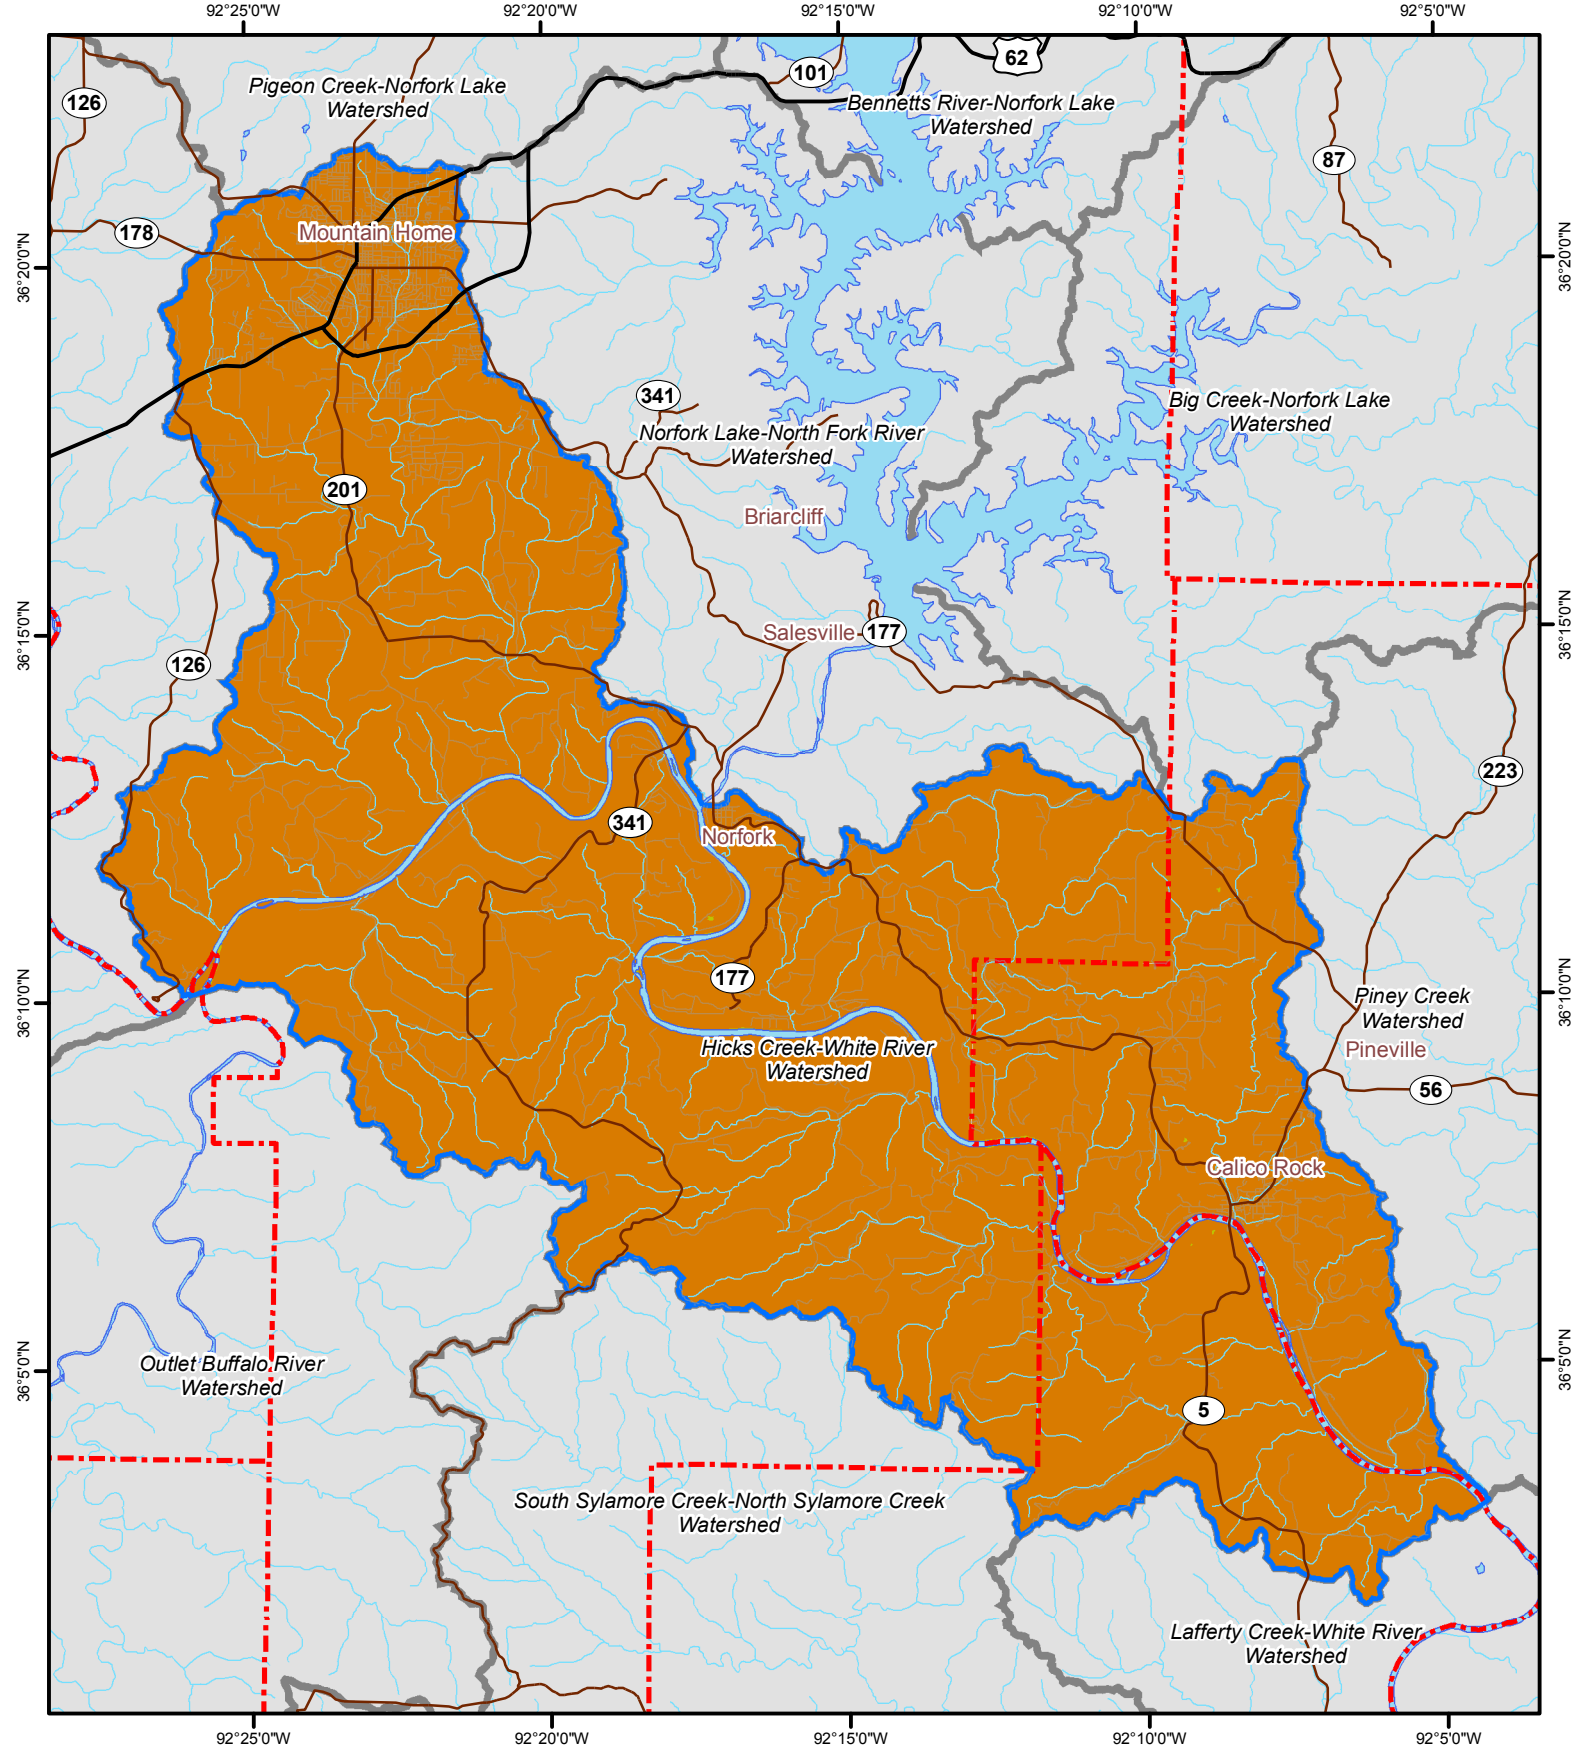 92°25'0"W
92°20'0"W
92°15'0"W
92°10'0"W
92°5'0"W
62
101
Pigeon Creek-Norfork Lake
Watershed
126
Bennetts River-Norfork Lake
Watershed
87
178
Mountain Home
36°20'0"N
36°20'0"N
341
Big Creek-Norfork Lake
Watershed
Norfork Lake-North Fork River
Watershed
201
Briarcliff
Salesville
177
36°15'0"N
36°15'0"N
126
223
341
Norfork
177
36°10'0"N
36°10'0"N
Piney Creek
Watershed
Hicks Creek-White River
Watershed
Pineville
56
Calico Rock
36°5'0"N
36°5'0"N
Outlet Buffalo River
Watershed
5
South Sylamore Creek-North Sylamore Creek
Watershed
Lafferty Creek-White River
Watershed
92°25'0"W
92°20'0"W
92°15'0"W
92°10'0"W
92°5'0"W